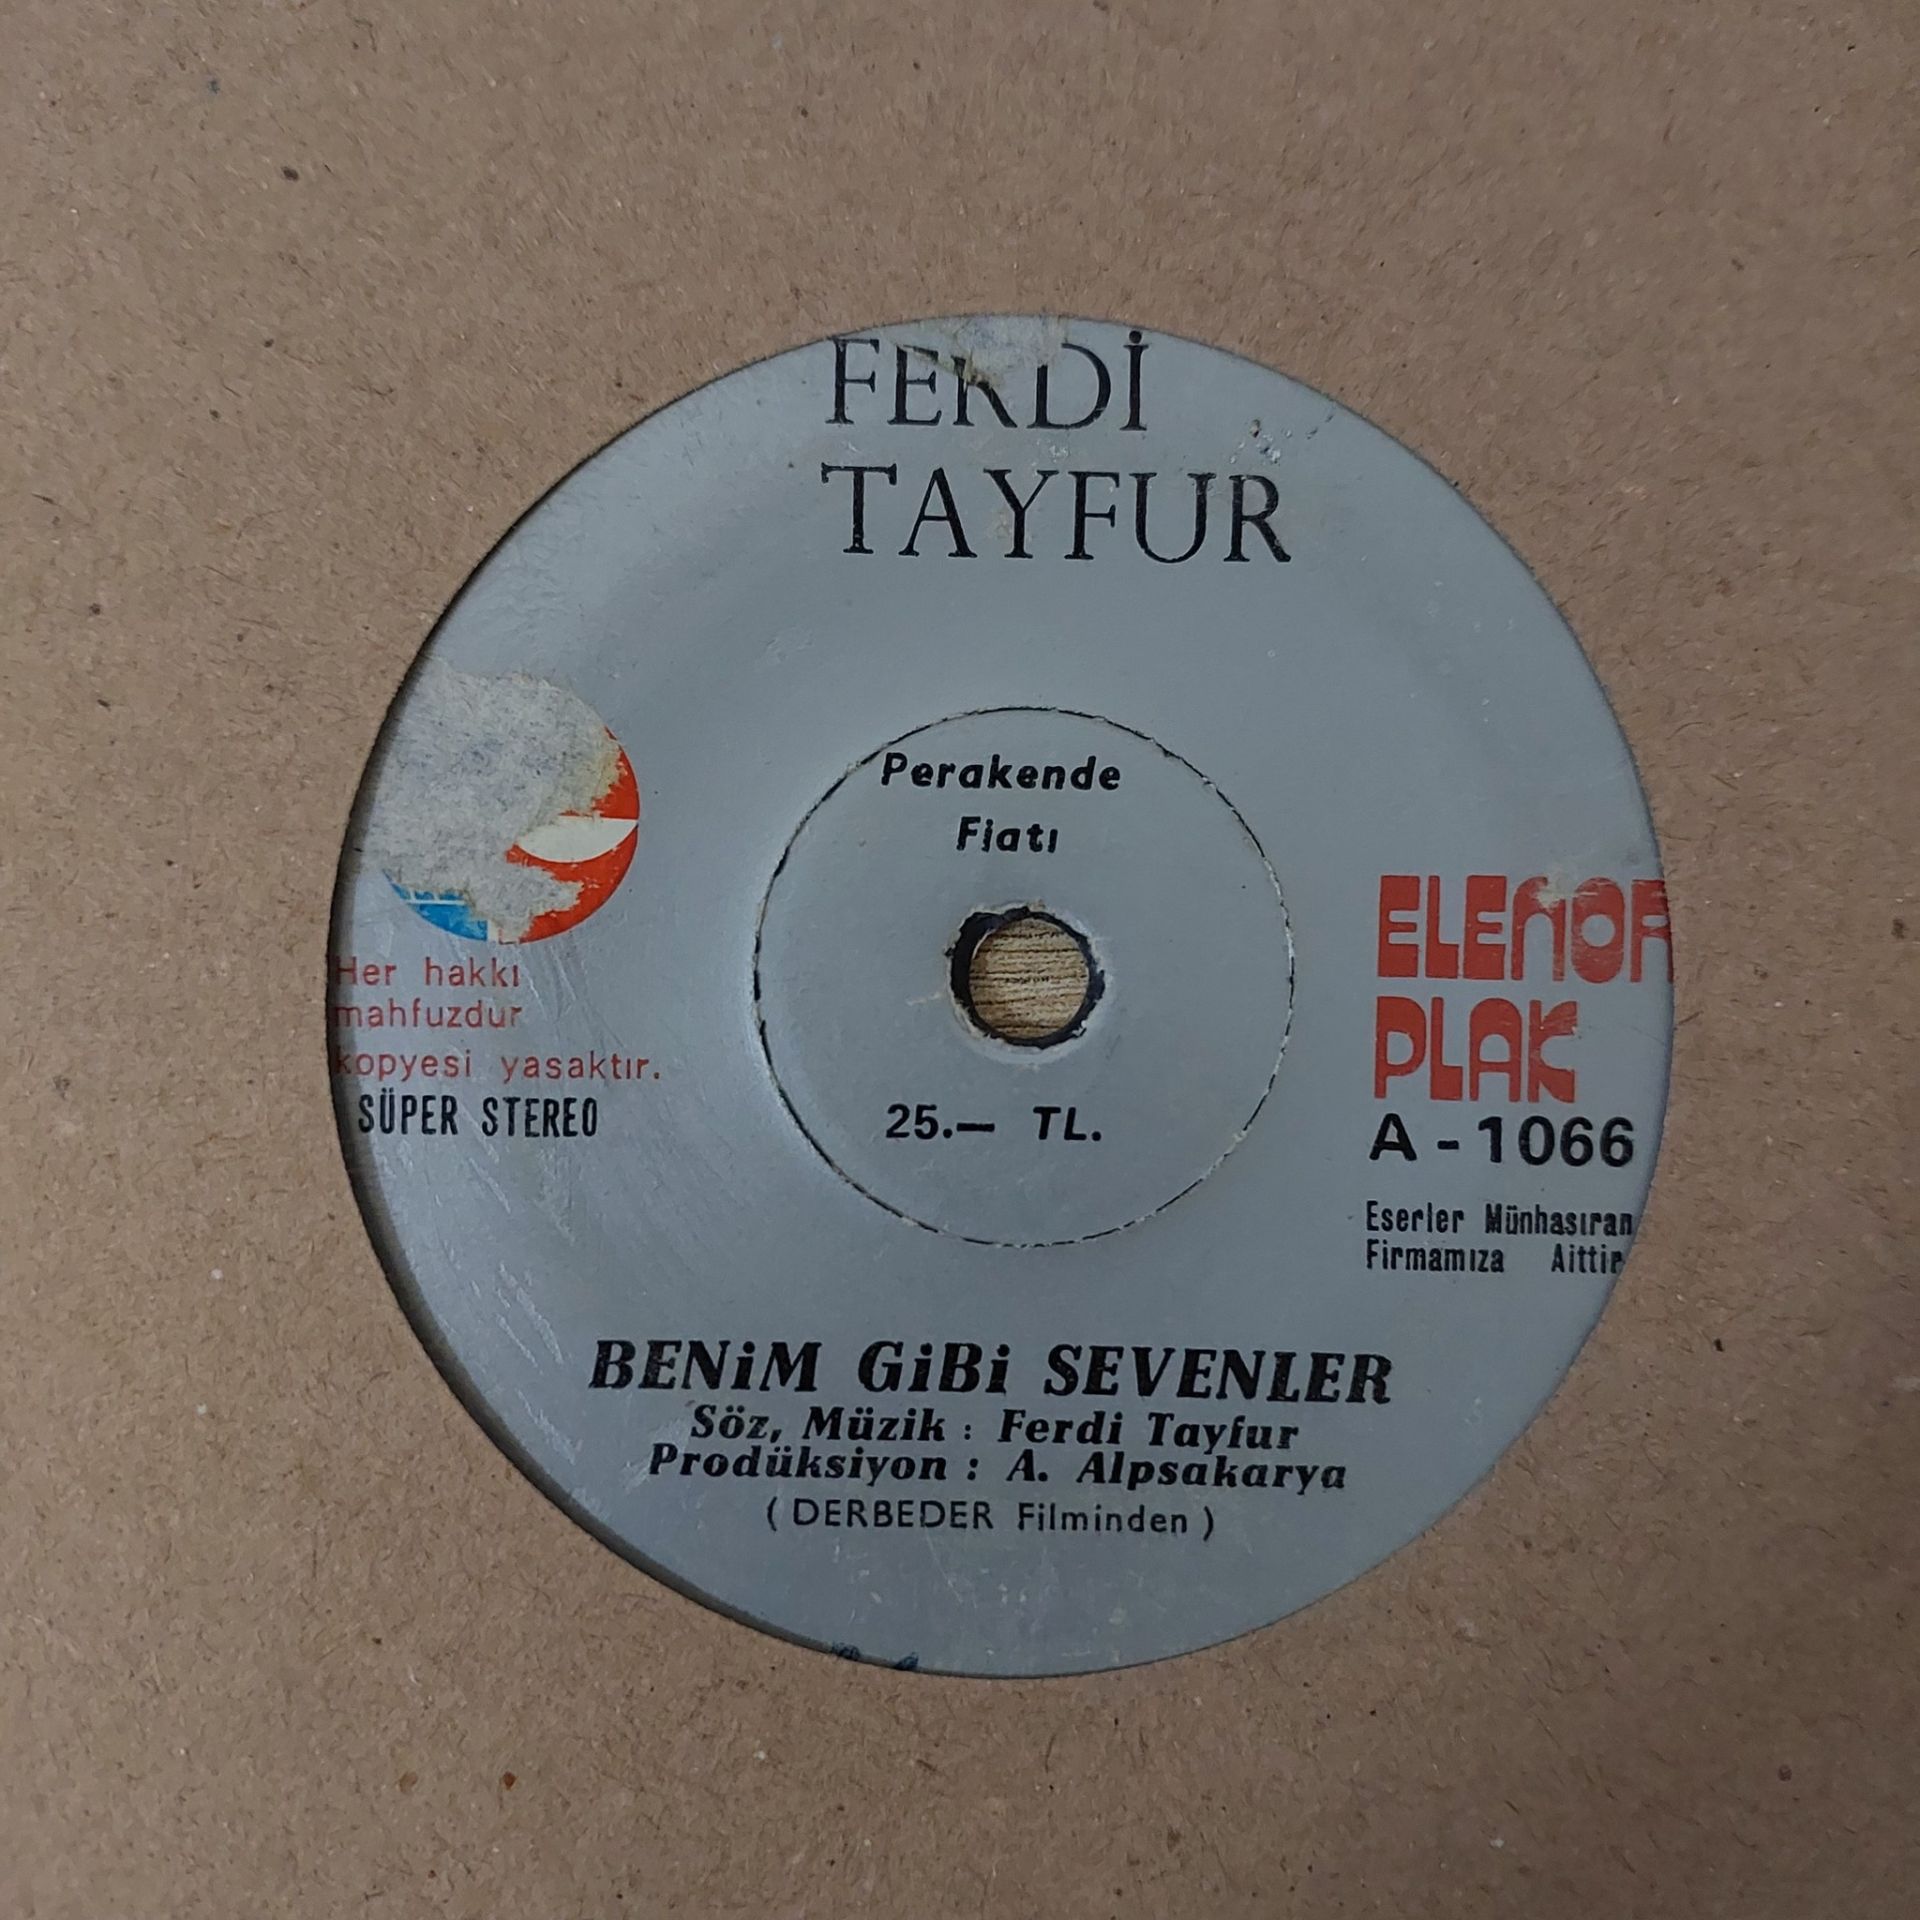 FERDİ
TAYFUR
Perakende
Fiatı
25.— TL.
Her hakkı
mahfuzdur
kopyesi yasaktır.
SÜPER STEREO
ELENOR
PLAK
A - 1066
Eserler Münhasıran
Firmamıza Aittir
BENiM GiBi SEVENLER
Söz, Müzik : Ferdi Tayfur
Prodüksiyon : A. Alpsakarya
( DERBEDER Filminden )